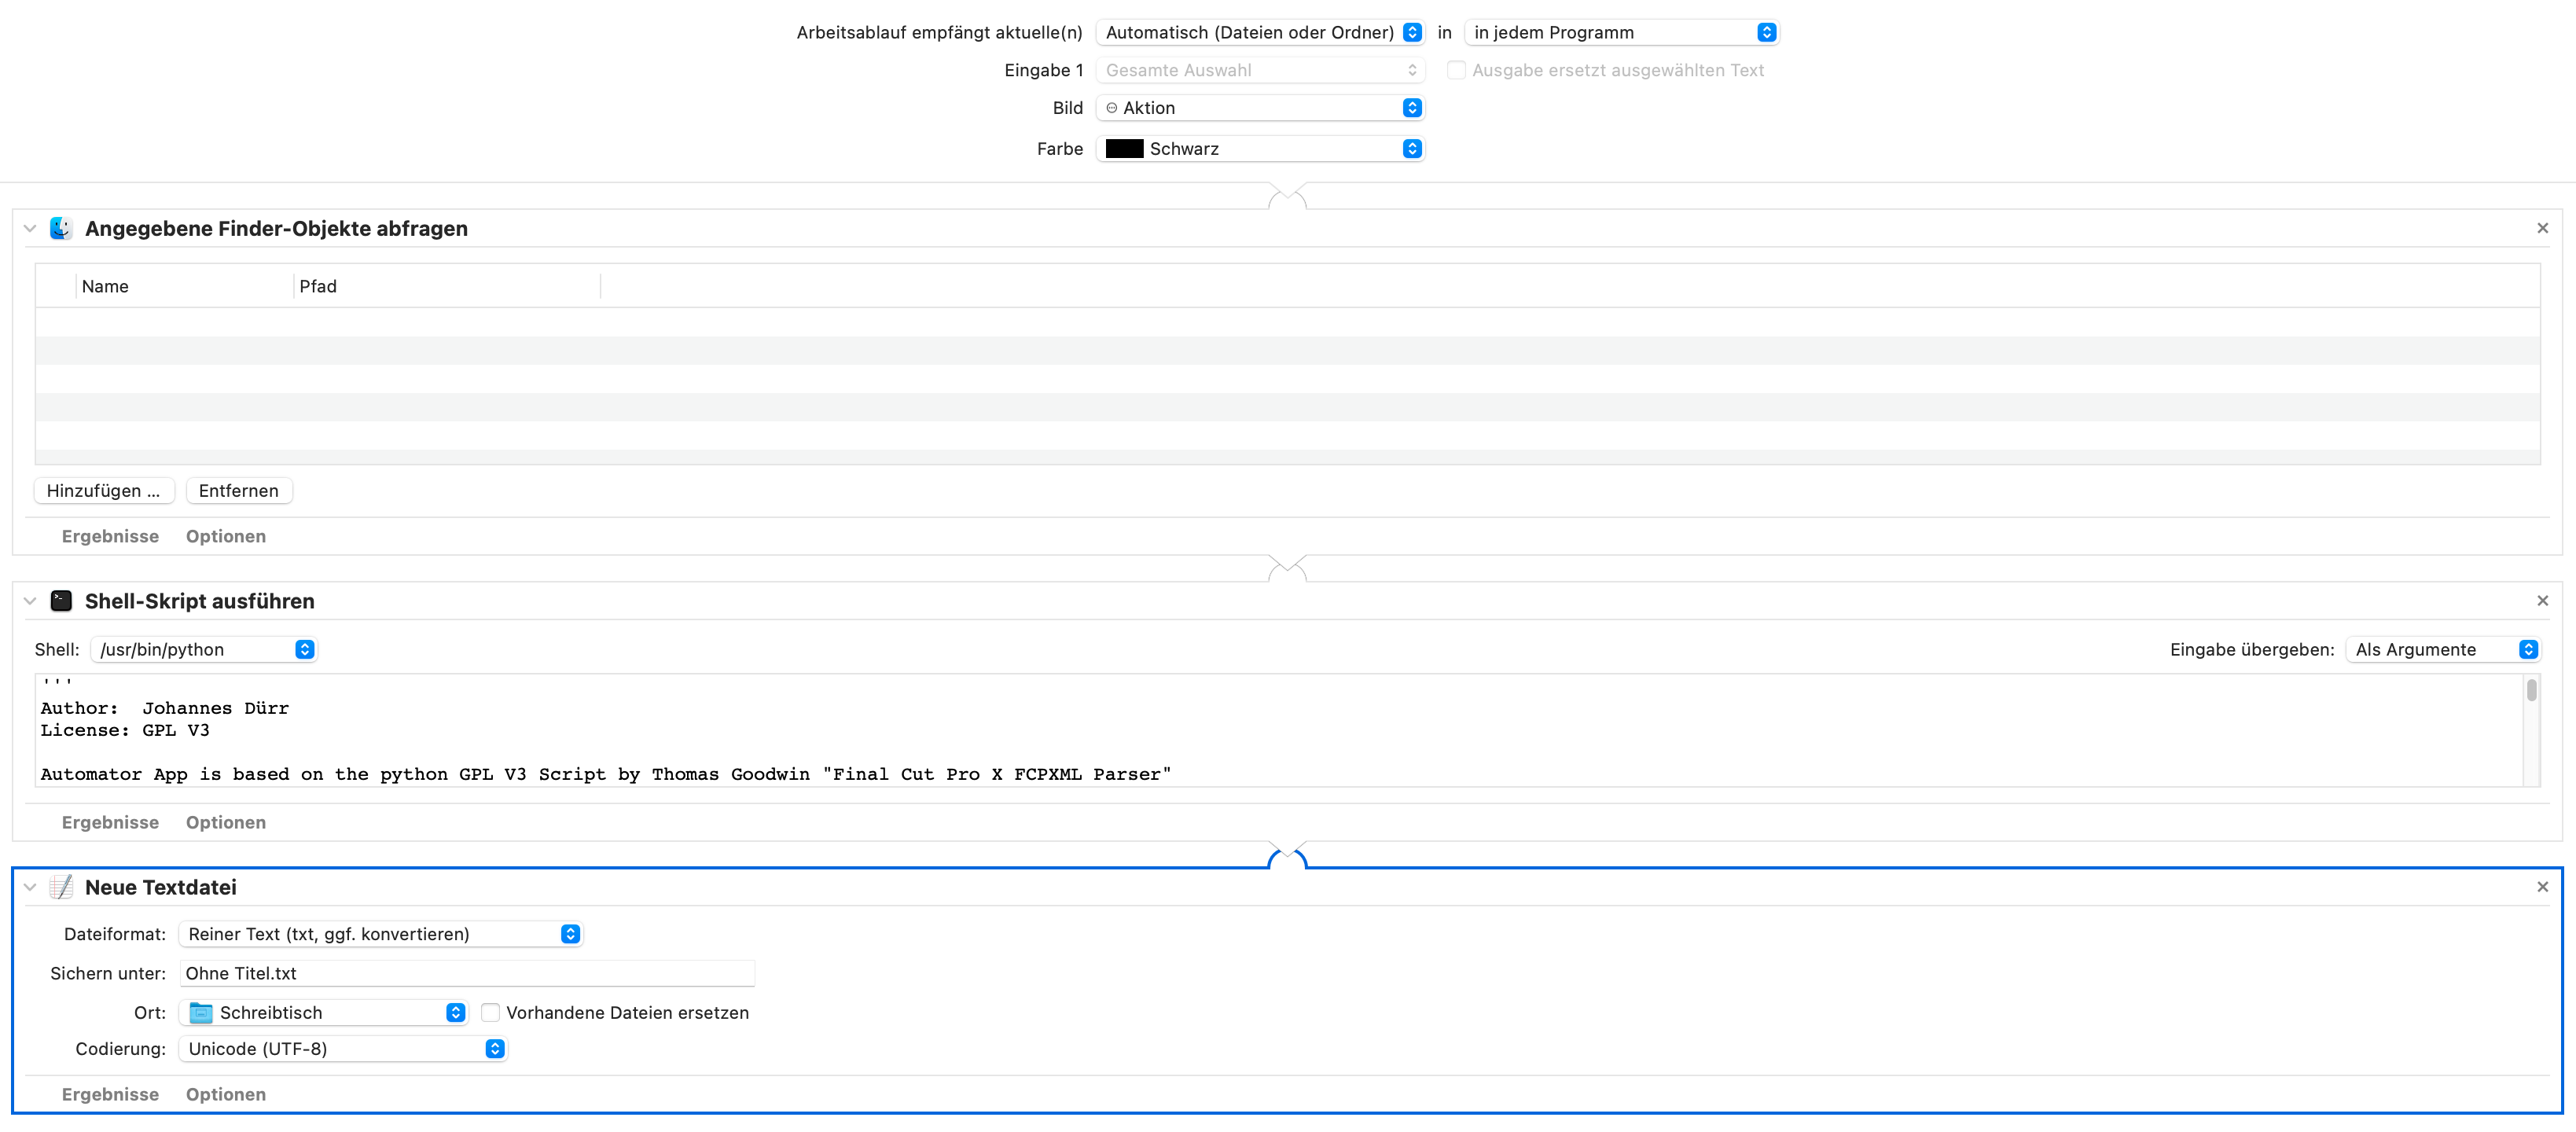 Arbeitsablauf empfängt aktuelle(n) Automatisch (Dateien oder Ordner) in in jedem Programm
Eingabe 1 Gesamte Auswahl Ausgabe ersetzt ausgewählten Text
Bild Aktion
Farbe Schwarz
Angegebene Finder-Objekte abfragen
Name Pfad
Hinzufügen ... Entfernen
Ergebnisse Optionen
Shell-Skript ausführen
Shell: /usr/bin/python Eingabe übergeben: Als Argumente
'''
Author: Johannes Dürr
License: GPL V3
Automator App is based on the python GPL V3 Script by Thomas Goodwin "Final Cut Pro X FCPXML Parser"
Ergebnisse Optionen
Neue Textdatei
Dateiformat: Reiner Text (txt, ggf. konvertieren)
Sichern unter: Ohne Titel.txt
Ort: Schreibtisch Vorhandene Dateien ersetzen
Codierung: Unicode (UTF-8)
Ergebnisse Optionen